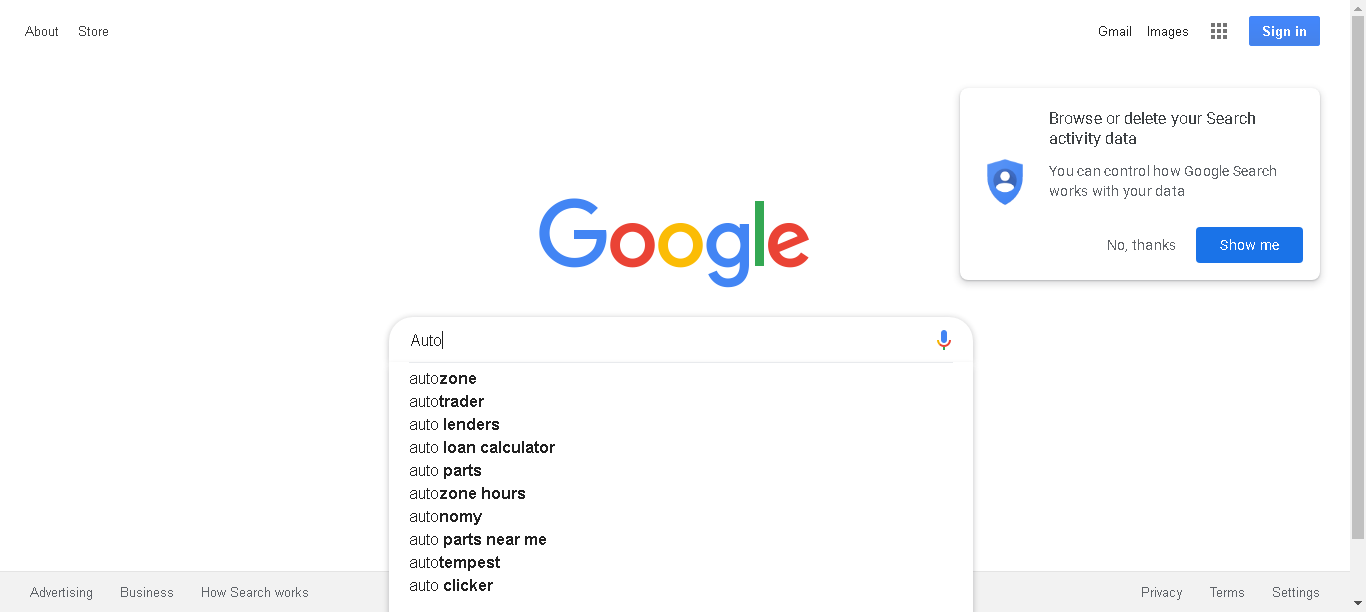 About Store
Gmail Images Sign in
Browse or delete your Search
activity data
You can control how Google Search
works with your data
No, thanks Show me
Google
Auto
autozone
autotrader
auto lenders
auto loan calculator
auto parts
autozone hours
autonomy
auto parts near me
autotempest
auto clicker
Advertising Business How Search works
Privacy Terms Settings